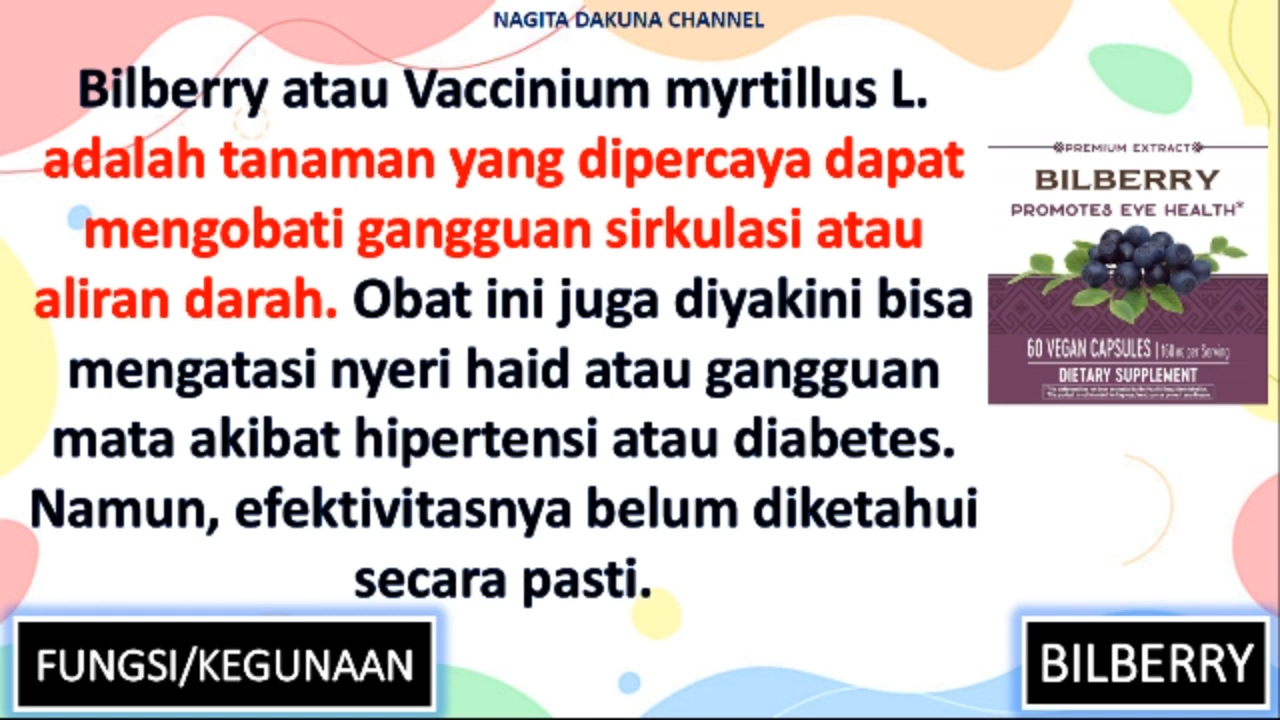 NAGITA DAKUNA CHANNEL
Bilberry atau Vaccinium myrtillus L.
adalah tanaman yang dipercaya dapat
mengobati gangguan sirkulasi atau
aliran darah. Obat ini juga diyakini bisa
mengatasi nyeri haid atau gangguan
mata akibat hipertensi atau diabetes.
Namun, efektivitasnya belum diketahui
secara pasti.
PREMIUM EXTRACT
BILBERRY
PROMOTES EYE HEALTH*
60 VEGAN CAPSULES | per Serving
DIETARY SUPPLEMENT
FUNGSI/KEGUNAAN
BILBERRY